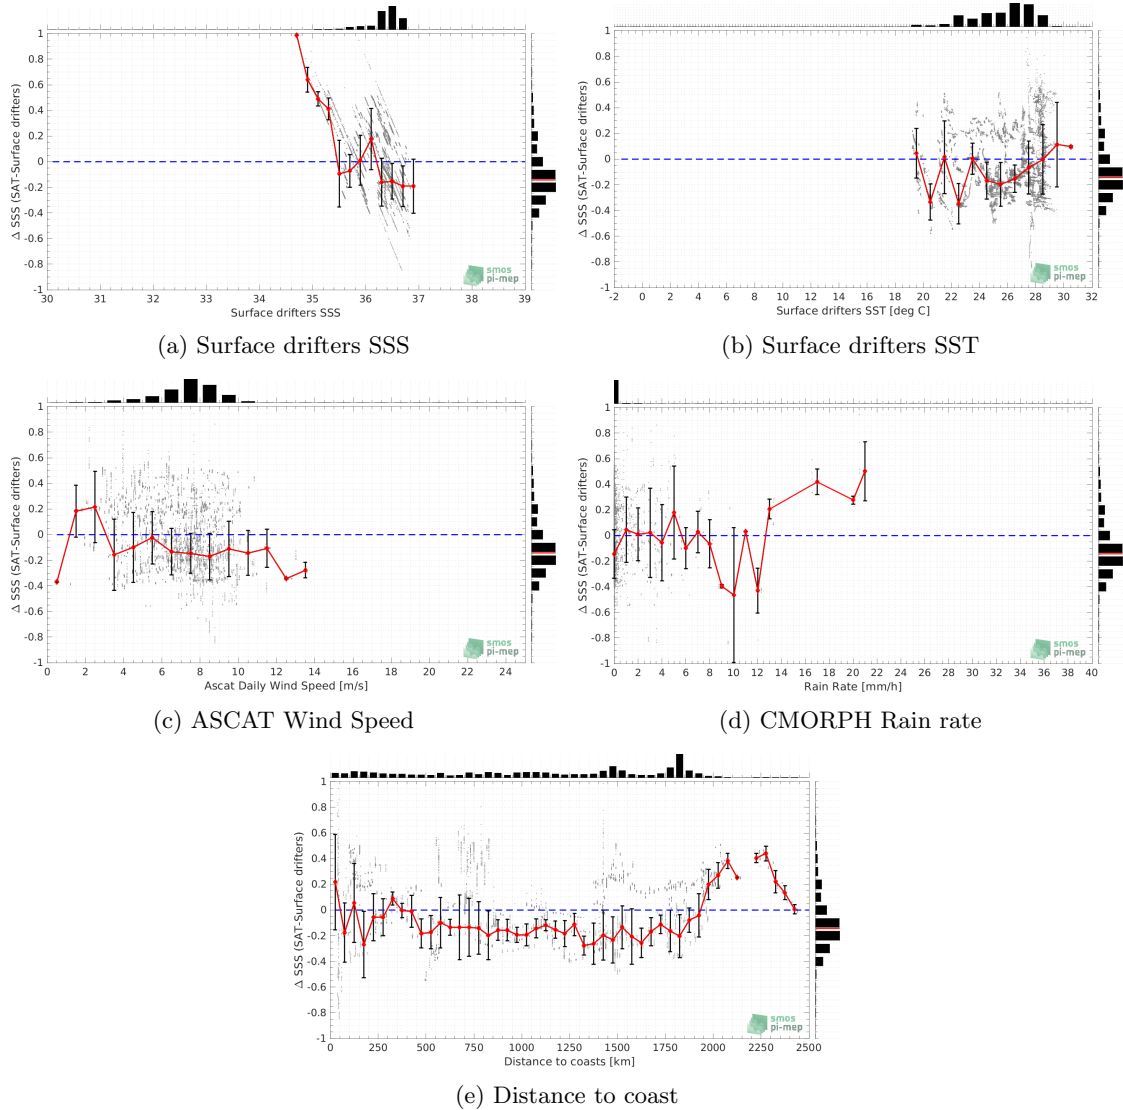 1
0.8
0.6
0.4
0.2
0
-0.2
-0.4
-0.6
-0.8
-1
Δ SSS (SAT-Surface drifters)
30 31 32 33 34 35 36 37 38 39
Surface drifters SSS
smos
pi-mep
(a) Surface drifters SSS
1
0.8
0.6
0.4
0.2
0
-0.2
-0.4
-0.6
-0.8
-1
Δ SSS (SAT-Surface drifters)
-2 0 2 4 6 8 10 12 14 16 18 20 22 24 26 28 30 32
Surface drifters SST [deg C]
smos
pi-mep
(b) Surface drifters SST
1
0.8
0.6
0.4
0.2
0
-0.2
-0.4
-0.6
-0.8
-1
Δ SSS (SAT-Surface drifters)
0 2 4 6 8 10 12 14 16 18 20 22 24
Ascat Daily Wind Speed [m/s]
smos
pi-mep
(c) ASCAT Wind Speed
1
0.8
0.6
0.4
0.2
0
-0.2
-0.4
-0.6
-0.8
-1
Δ SSS (SAT-Surface drifters)
0 2 4 6 8 10 12 14 16 18 20 22 24 26 28 30 32 34 36 38 40
Rain Rate [mm/h]
smos
pi-mep
(d) CMORPH Rain rate
1
0.8
0.6
0.4
0.2
0
-0.2
-0.4
-0.6
-0.8
-1
Δ SSS (SAT-Surface drifters)
0 250 500 750 1000 1250 1500 1750 2000 2250 2500
Distance to coasts [km]
smos
pi-mep
(e) Distance to coast